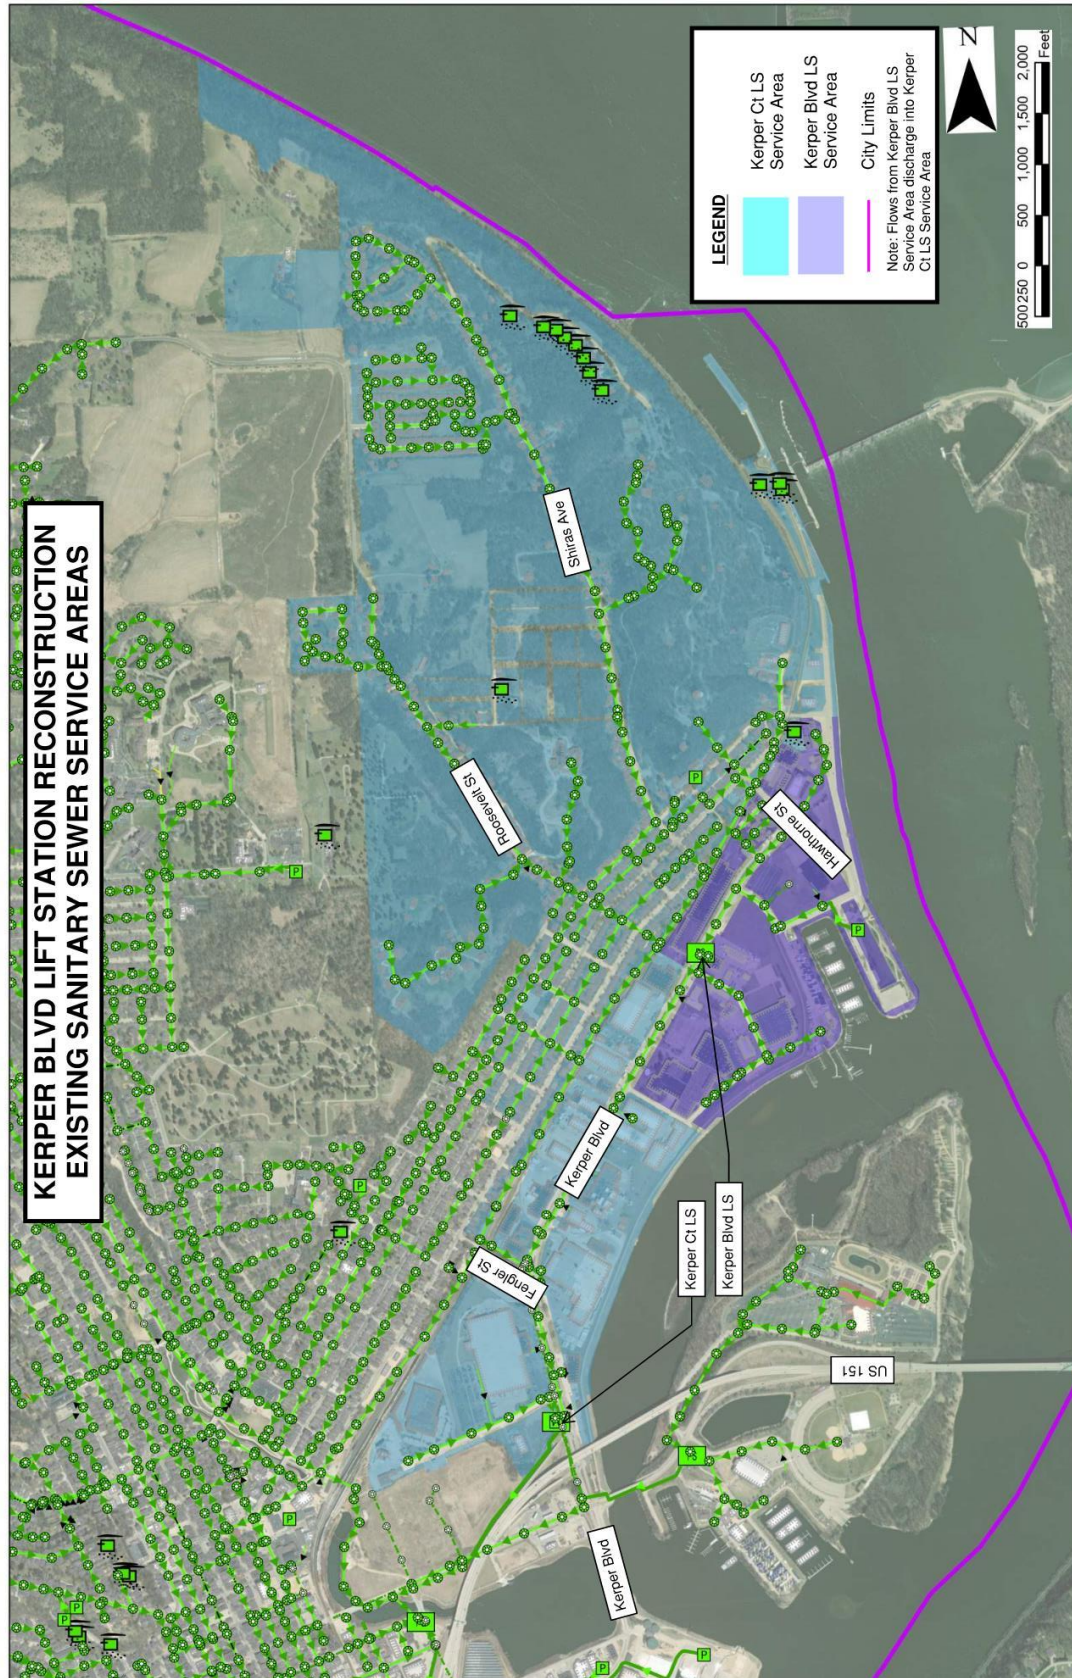 KERPER BLVD LIFT STATION RECONSTRUCTION
EXISTING SANITARY SEWER SERVICE AREAS
Shiras Ave
Roosevelt St
Hawthorne St
Kerper Blvd
Fengler St
Kerper Ct LS
Kerper Blvd LS
US 151
Kerper Blvd
P
P
P
P
P
P
P
P
P
LEGEND
Kerper Ct LS
Service Area
Kerper Blvd LS
Service Area
City Limits
Note: Flows from Kerper Blvd LS
Service Area discharge into Kerper
Ct LS Service Area
N
500 250 0 500 1,000 1,500 2,000
Feet